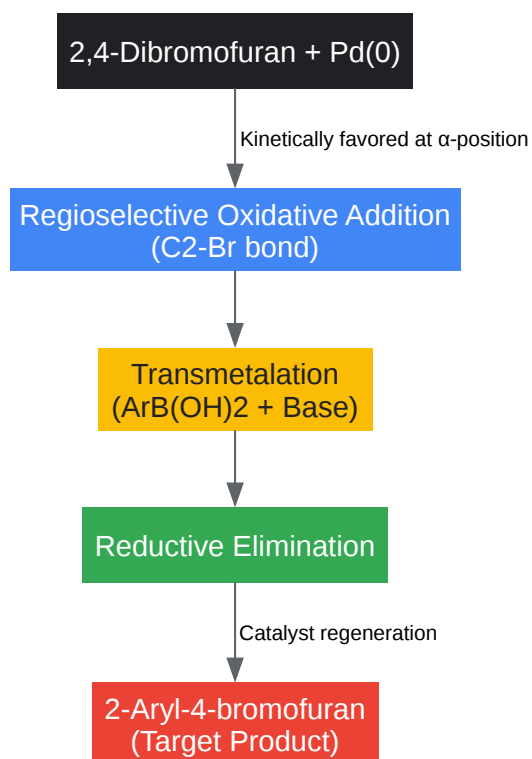 2,4-Dibromofuran + Pd(0)
Kinetically favored at α-position
Regioselective Oxidative Addition
(C2-Br bond)
Transmetalation
(ArB(OH)2 + Base)
Reductive Elimination
Catalyst regeneration
2-Aryl-4-bromofuran
(Target Product)